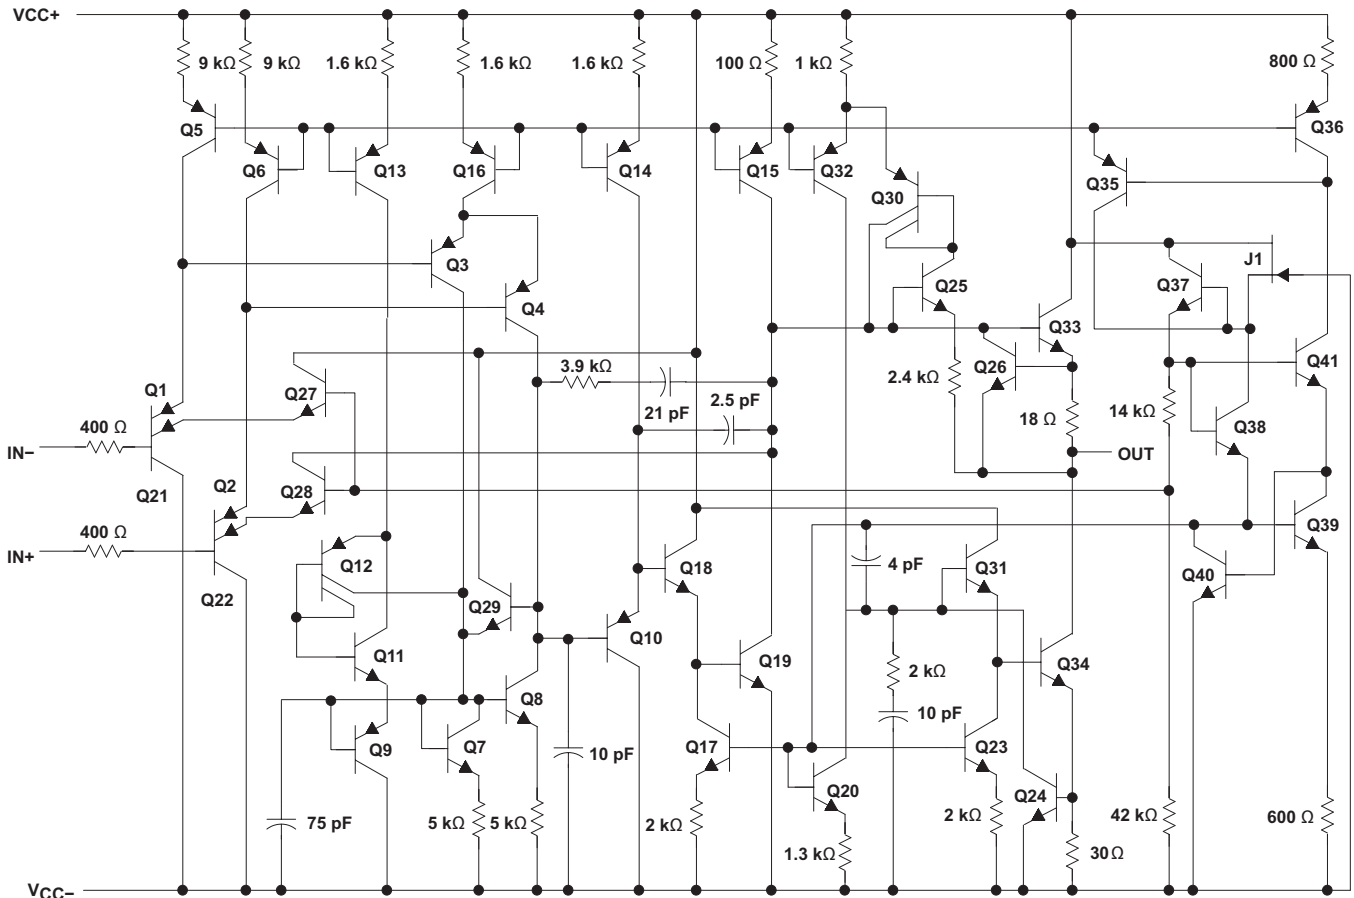 VCC+
9 kΩ
9 kΩ
1.6 kΩ
1.6 kΩ
1.6 kΩ
100 Ω
1 kΩ
800 Ω
Q5
Q6
Q13
Q16
Q14
Q15
Q32
Q30
Q35
Q36
Q3
Q4
Q25
Q33
Q37
J1
3.9 kΩ
21 pF
2.5 pF
2.4 kΩ
Q26
18 Ω
14 kΩ
Q41
Q1
Q27
400 Ω
IN−
Q38
OUT
Q21
Q2
Q28
400 Ω
IN+
Q39
Q12
Q18
4 pF
Q31
Q40
Q22
Q29
Q10
Q11
Q19
2 kΩ
Q34
Q8
10 pF
Q9
Q7
10 pF
Q17
Q23
Q20
Q24
75 pF
5 kΩ
5 kΩ
2 kΩ
1.3 kΩ
2 kΩ
30Ω
42 kΩ
600 Ω
VCC−